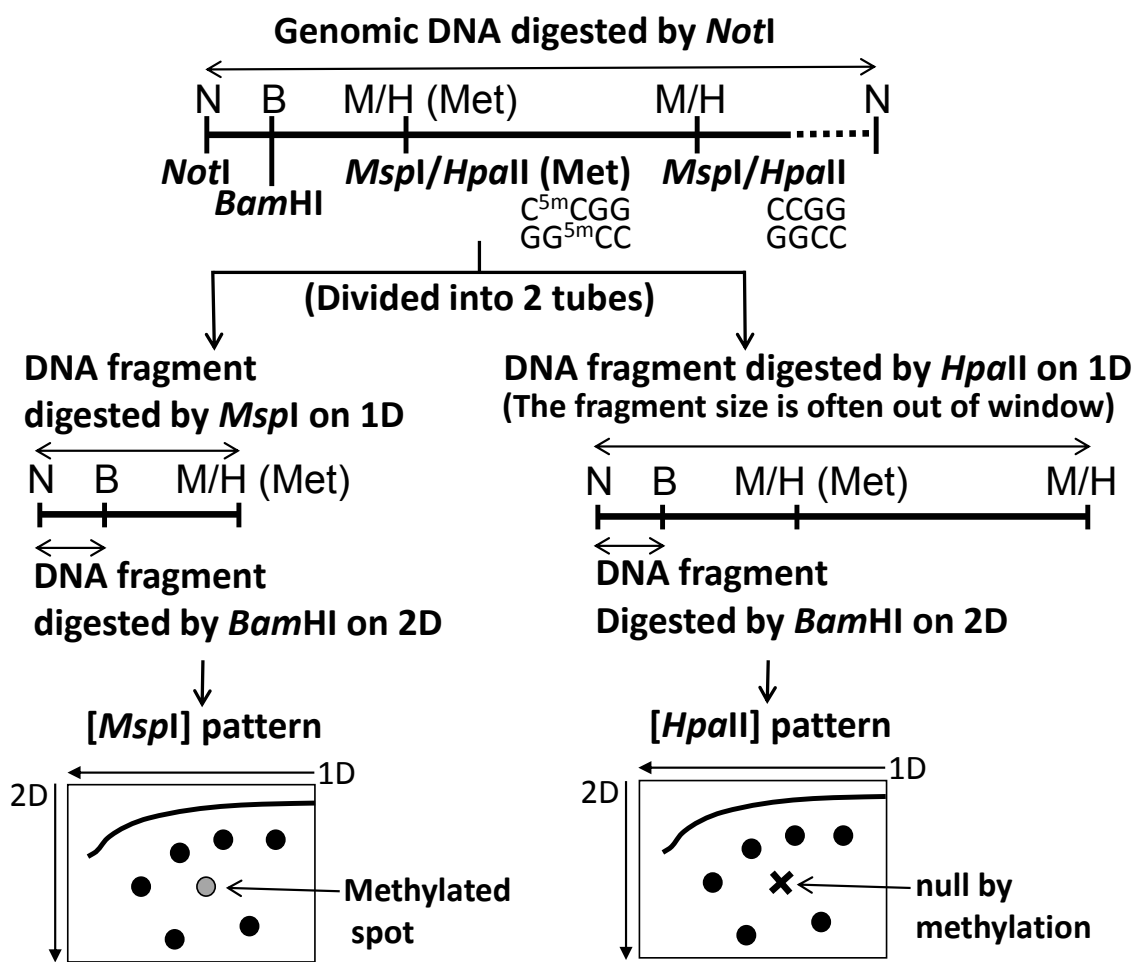 Genomic DNA digested by NotI
N B M/H (Met) M/H N
NotI BamHI MspI/HpaII (Met) MspI/HpaII
C5mCGG CCGG
GG5mCC GGCC
(Divided into 2 tubes)
DNA fragment
digested by MspI on 1D
N B M/H (Met)
DNA fragment
digested by BamHI on 2D
[MspI] pattern
1D
2D
Methylated
spot
DNA fragment digested by HpaII on 1D
(The fragment size is often out of window)
N B M/H (Met) M/H
DNA fragment
Digested by BamHI on 2D
[HpaII] pattern
1D
2D
null by
methylation